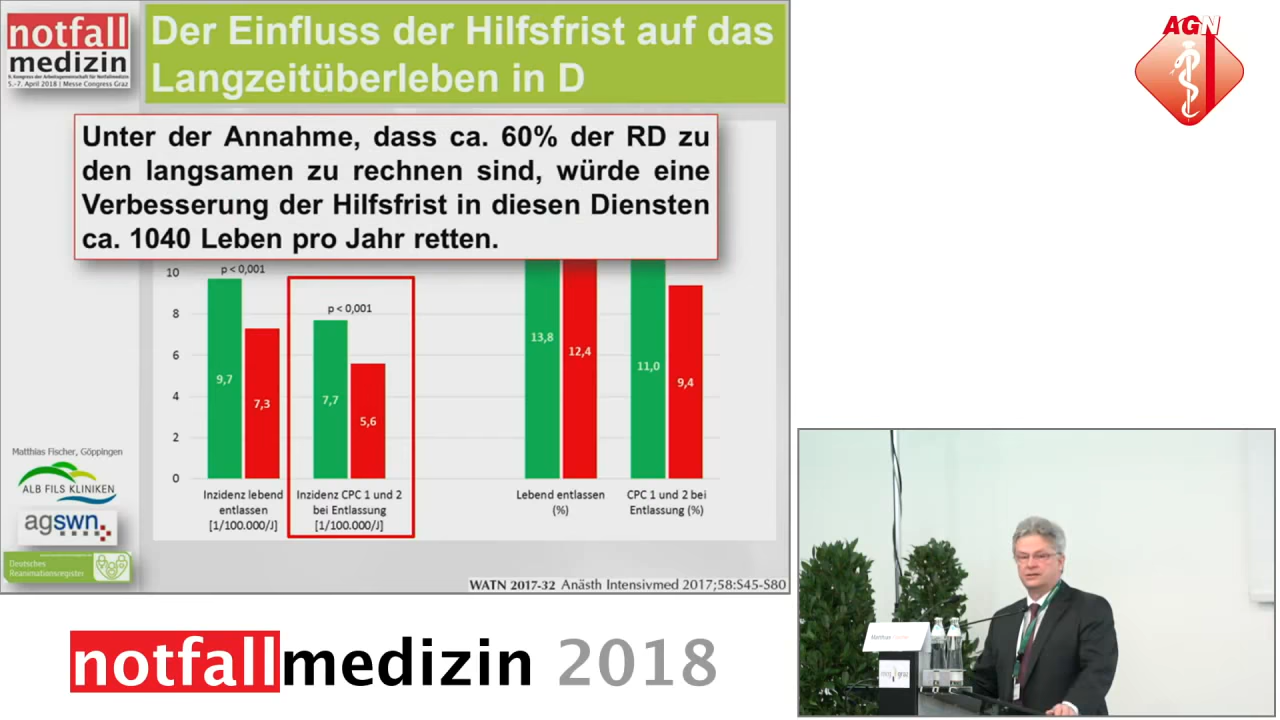 notfall
medizin
5.-7. April 2018 | Messe Congress Graz
Der Einfluss der Hilfsfrist auf das
Langzeitüberleben in D
Unter der Annahme, dass ca. 60% der RD zu
den langsamen zu rechnen sind, würde eine
Verbesserung der Hilfsfrist in diesen Diensten
ca. 1040 Leben pro Jahr retten.
10
8
6
4
2
0
p < 0,001
9,7
7,3
p < 0,001
7,7
5,6
13,8
12,4
11,0
9,4
Inzidenz lebend
entlassen
[1/100.000/J]
Inzidenz CPC 1 und 2
bei Entlassung
[1/100.000/J]
Lebend entlassen
(%)
CPC 1 und 2 bei
Entlassung (%)
Matthias Fischer, Göppingen
ALB FILS KLINIKEN
agswn
Deutsches
Reanimationsregister
WATN 2017-32 Anästh Intensivmed 2017;58:S45-S80
AGN
Matthias
graz
notfallmedizin 2018